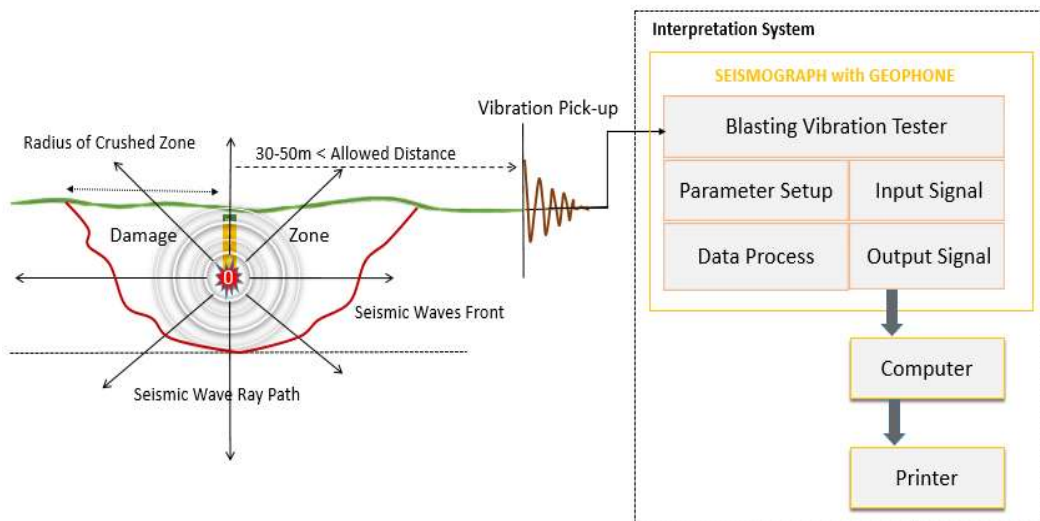 Interpretation System
SEISMOGRAPH with GEOPHONE
Vibration Pick-up
Blasting Vibration Tester
Radius of Crushed Zone
30-50m < Allowed Distance
Parameter Setup
Input Signal
Damage
Zone
Data Process
Output Signal
0
Seismic Waves Front
Seismic Wave Ray Path
Computer
Printer